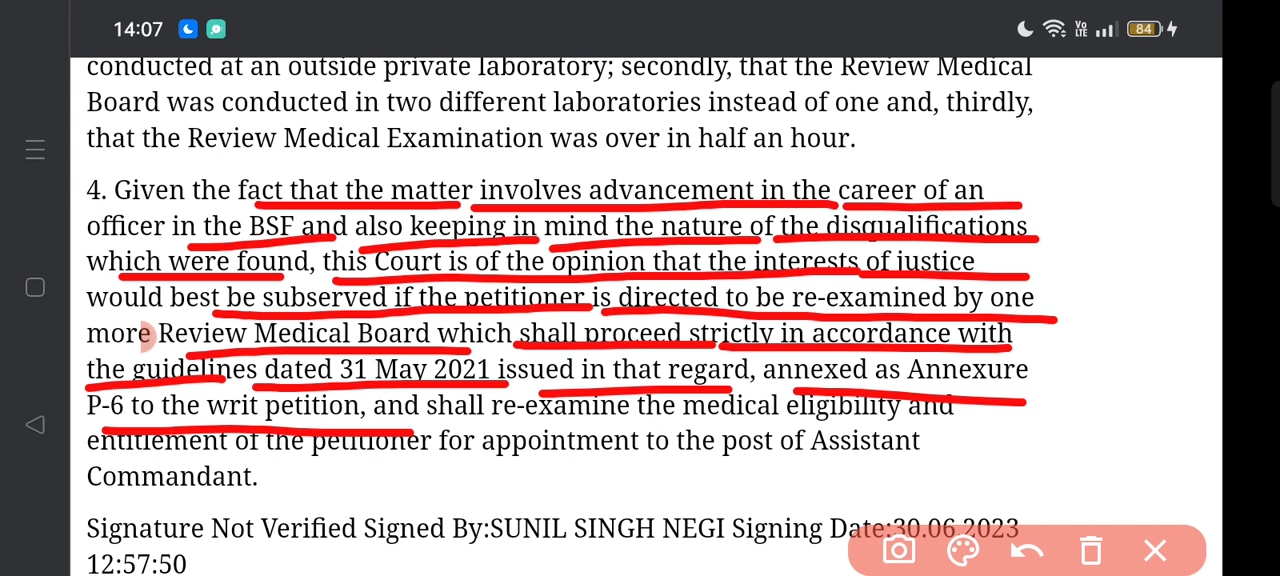 14:07
Vo
LTE
84
conducted at an outside private laboratory; secondly, that the Review Medical
Board was conducted in two different laboratories instead of one and, thirdly,
that the Review Medical Examination was over in half an hour.
4. Given the fact that the matter involves advancement in the career of an
officer in the BSF and also keeping in mind the nature of the disqualifications
which were found, this Court is of the opinion that the interests of justice
would best be subserved if the petitioner is directed to be re-examined by one
more Review Medical Board which shall proceed strictly in accordance with
the guidelines dated 31 May 2021 issued in that regard, annexed as Annexure
P-6 to the writ petition, and shall re-examine the medical eligibility and
entitlement of the petitioner for appointment to the post of Assistant
Commandant.
Signature Not Verified Signed By:SUNIL SINGH NEGI Signing Date:30.06.2023
12:57:50